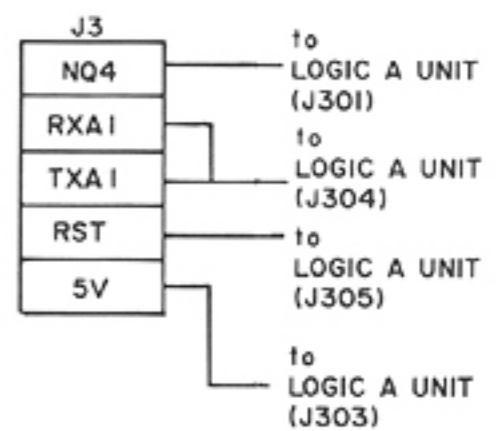 J3
NQ4
to
LOGIC A UNIT
(J301)
RXA1
to
LOGIC A UNIT
(J304)
TXA1
RST
to
LOGIC A UNIT
(J305)
5V
to
LOGIC A UNIT
(J303)